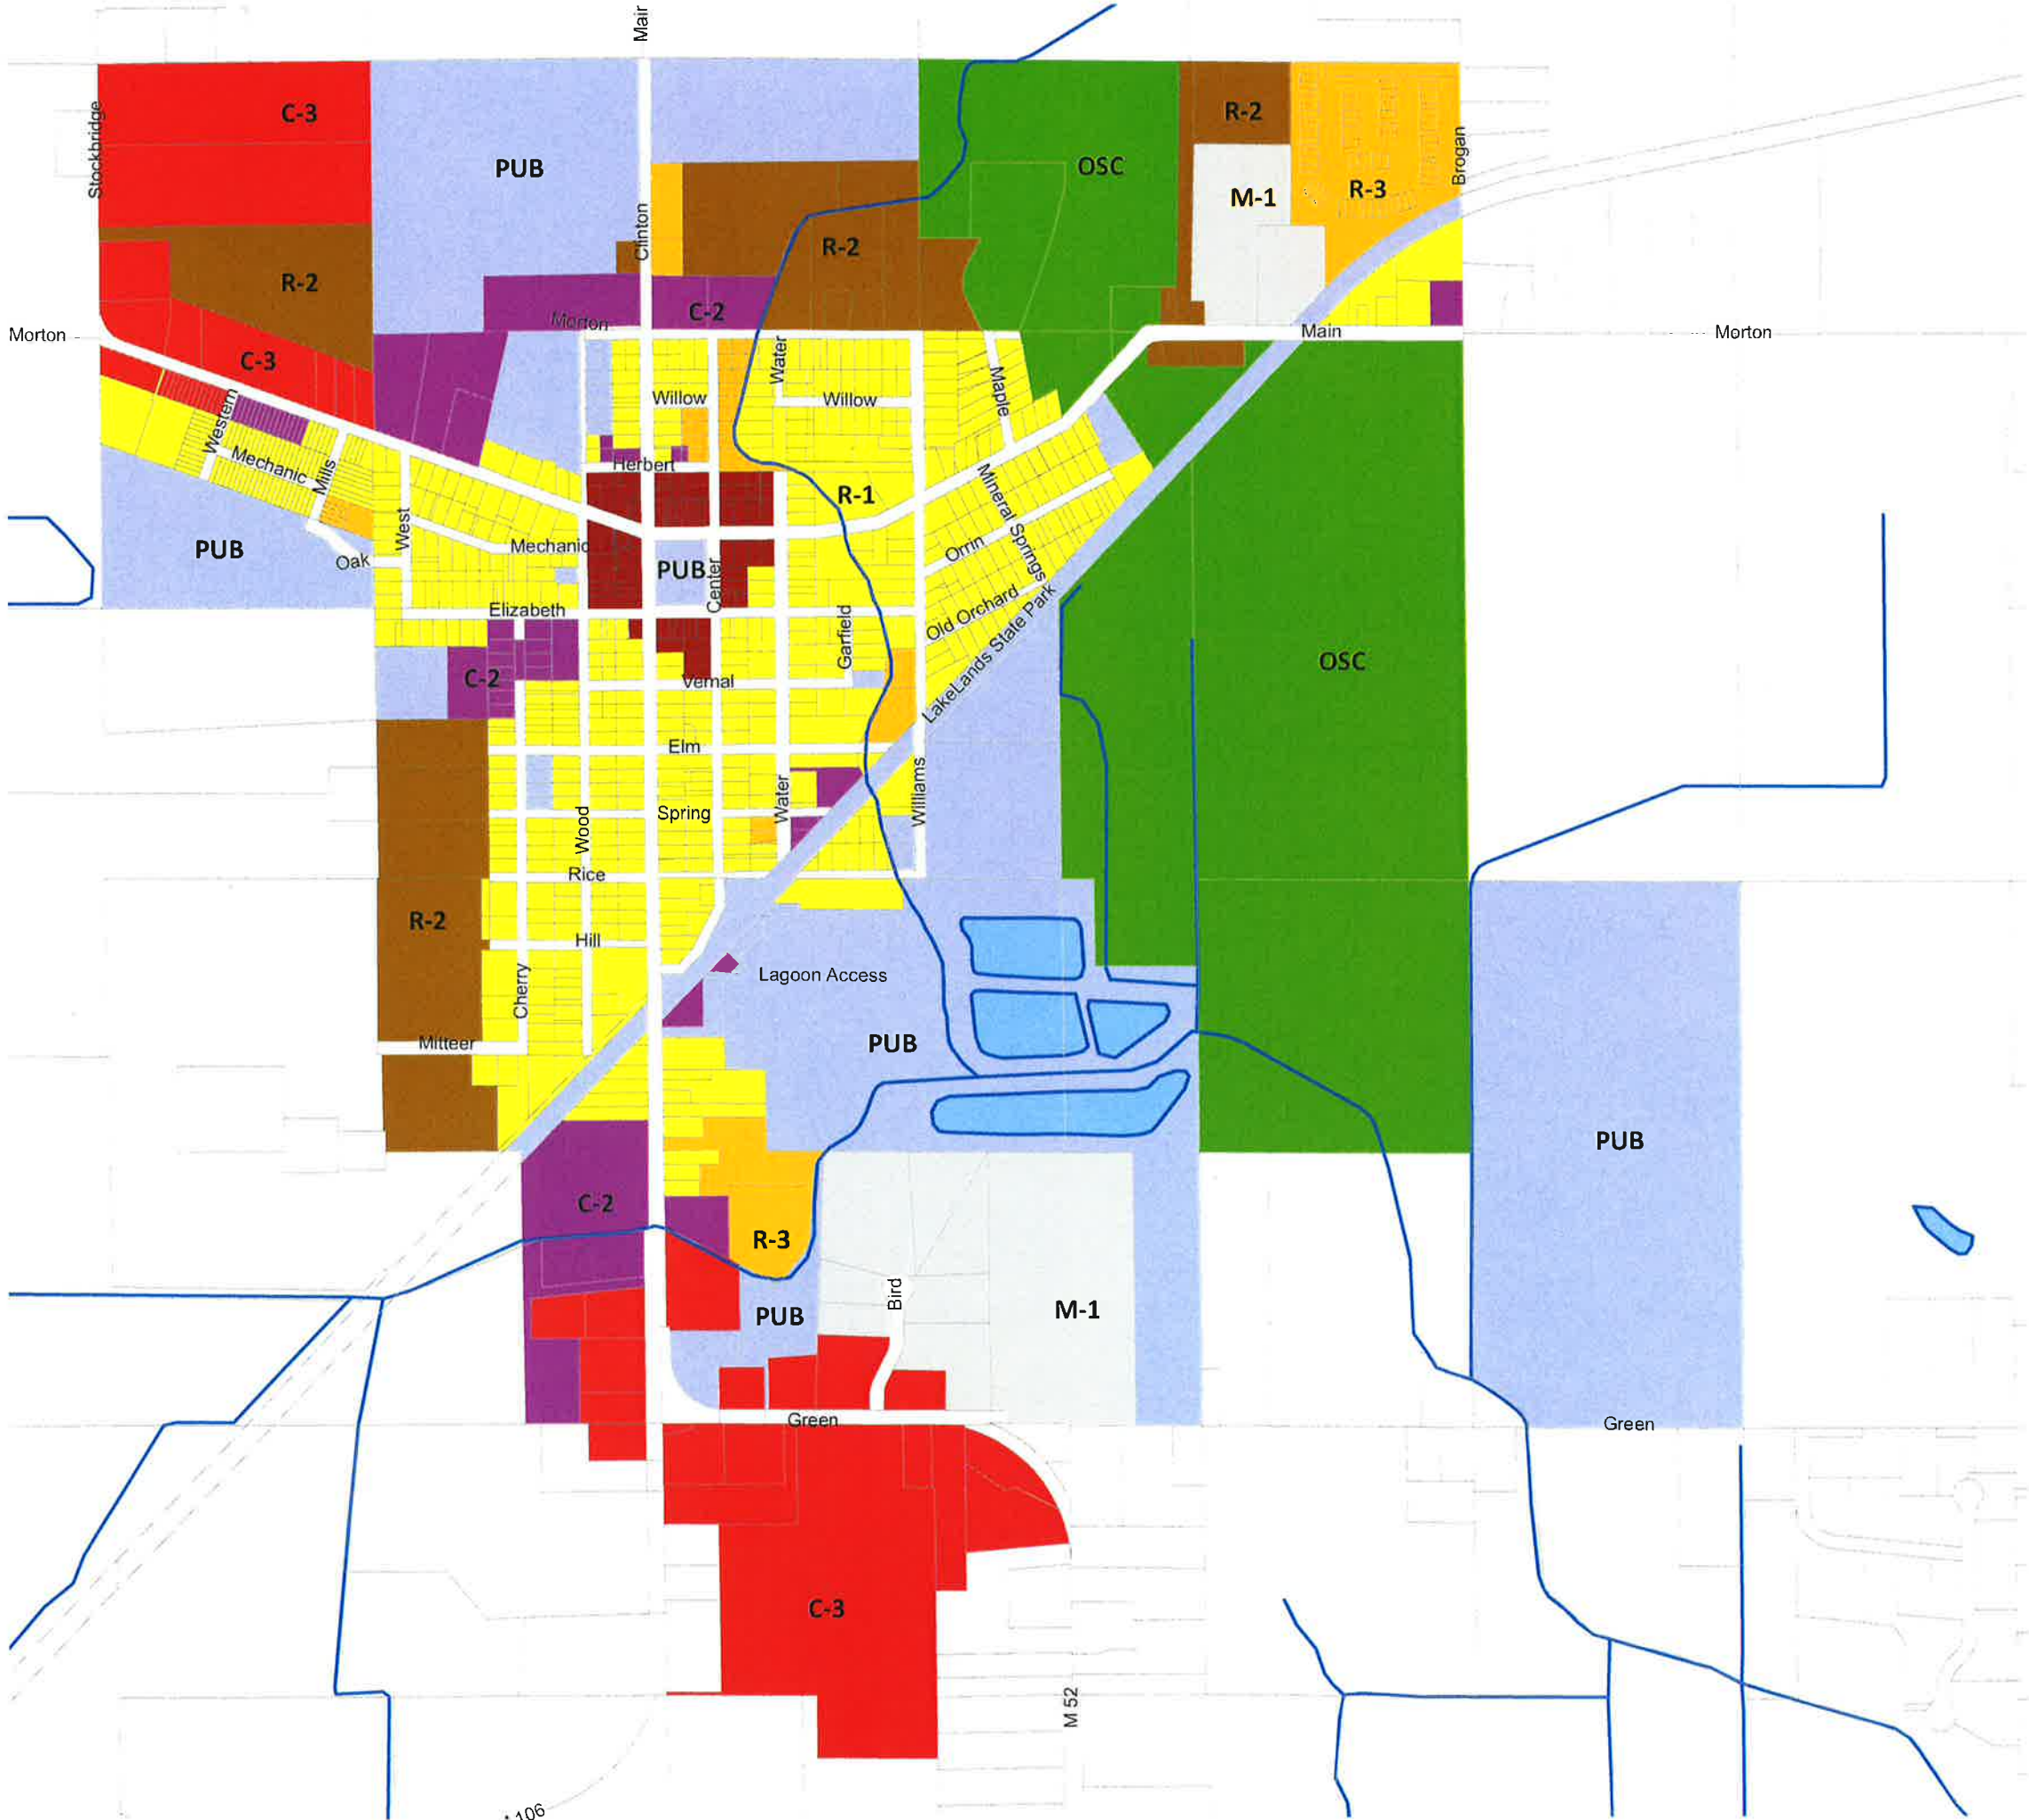 Mair
C-3
R-2
OSC
PUB
Stockbridge
Brogan
M-1
R-3
Clinton
R-2
R-2
C-2
Morton
Morton
Main
Morton
C-3
Water
Maple
Willow
Willow
Western
Mechanic
Mills
Herbert
Mineral Springs
R-1
West
PUB
Oak
Mechanic
Orrin
PUB
Center
Elizabeth
Garfield
Old Orchard
LakeLands State Park
OSC
C-2
Vernal
Elm
Wood
Spring
Water
Williams
Rice
R-2
Hill
Cherry
Lagoon Access
Mitteer
PUB
PUB
C-2
R-3
Bird
PUB
M-1
Green
Green
C-3
M 52
106